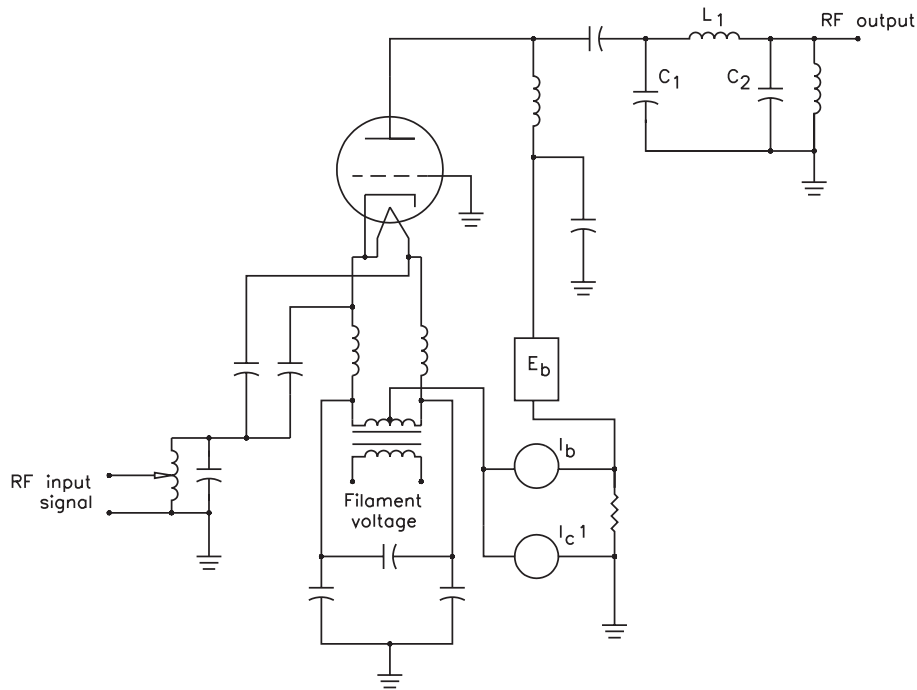 L1
RF output
C1
C2
Eb
Ib
RF input
signal
Filament
voltage
Ic1